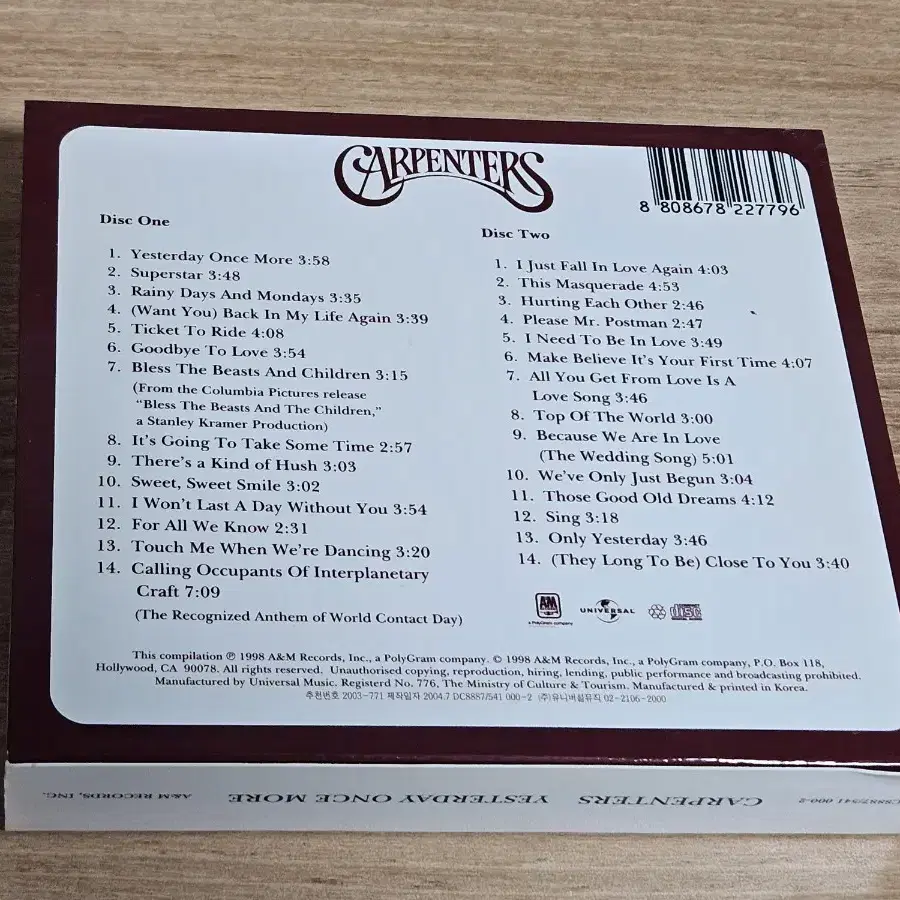 CARPENTERS
8 808678 227796
Disc One
1. Yesterday Once More 3:58
2. Superstar 3:48
3. Rainy Days And Mondays 3:35
4. (Want You) Back In My Life Again 3:39
5. Ticket To Ride 4:08
6. Goodbye To Love 3:54
7. Bless The Beasts And Children 3:15
(From the Columbia Pictures release
"Bless The Beasts And The Children,"
a Stanley Kramer Production)
8. It's Going To Take Some Time 2:57
9. There's a Kind of Hush 3:03
10. Sweet, Sweet Smile 3:02
11. I Won't Last A Day Without You 3:54
12. For All We Know 2:31
13. Touch Me When We're Dancing 3:20
14. Calling Occupants Of Interplanetary
Craft 7:09
(The Recognized Anthem of World Contact Day)
Disc Two
1. I Just Fall In Love Again 4:03
2. This Masquerade 4:53
3. Hurting Each Other 2:46
4. Please Mr. Postman 2:47
5. I Need To Be In Love 3:49
6. Make Believe It's Your First Time 4:07
7. All You Get From Love Is A
Love Song 3:46
8. Top Of The World 3:00
9. Because We Are In Love
(The Wedding Song) 5:01
10. We've Only Just Begun 3:04
11. Those Good Old Dreams 4:12
12. Sing 3:18
13. Only Yesterday 3:46
14. (They Long To Be) Close To You 3:40
A&M
a PolyGram company
UNIVERSAL
disc
This compilation ℗ 1998 A&M Records, Inc., a PolyGram company. © 1998 A&M Records, Inc., a PolyGram company, P.O. Box 118,
Hollywood, CA 90078. All rights reserved. Unauthorised copying, reproduction, hiring, lending, public performance and broadcasting prohibited.
Manufactured by Universal Music. Registerd No. 776, The Ministry of Culture & Tourism. Manufactured & printed in Korea.
추천번호 2003-771 제작일자 2004.7 DC8887/541 000-2 (주)유니버설뮤직 02-2106-2000
C8887/541 000-2 CARPENTERS YESTERDAY ONCE MORE A&M RECORDS, INC.